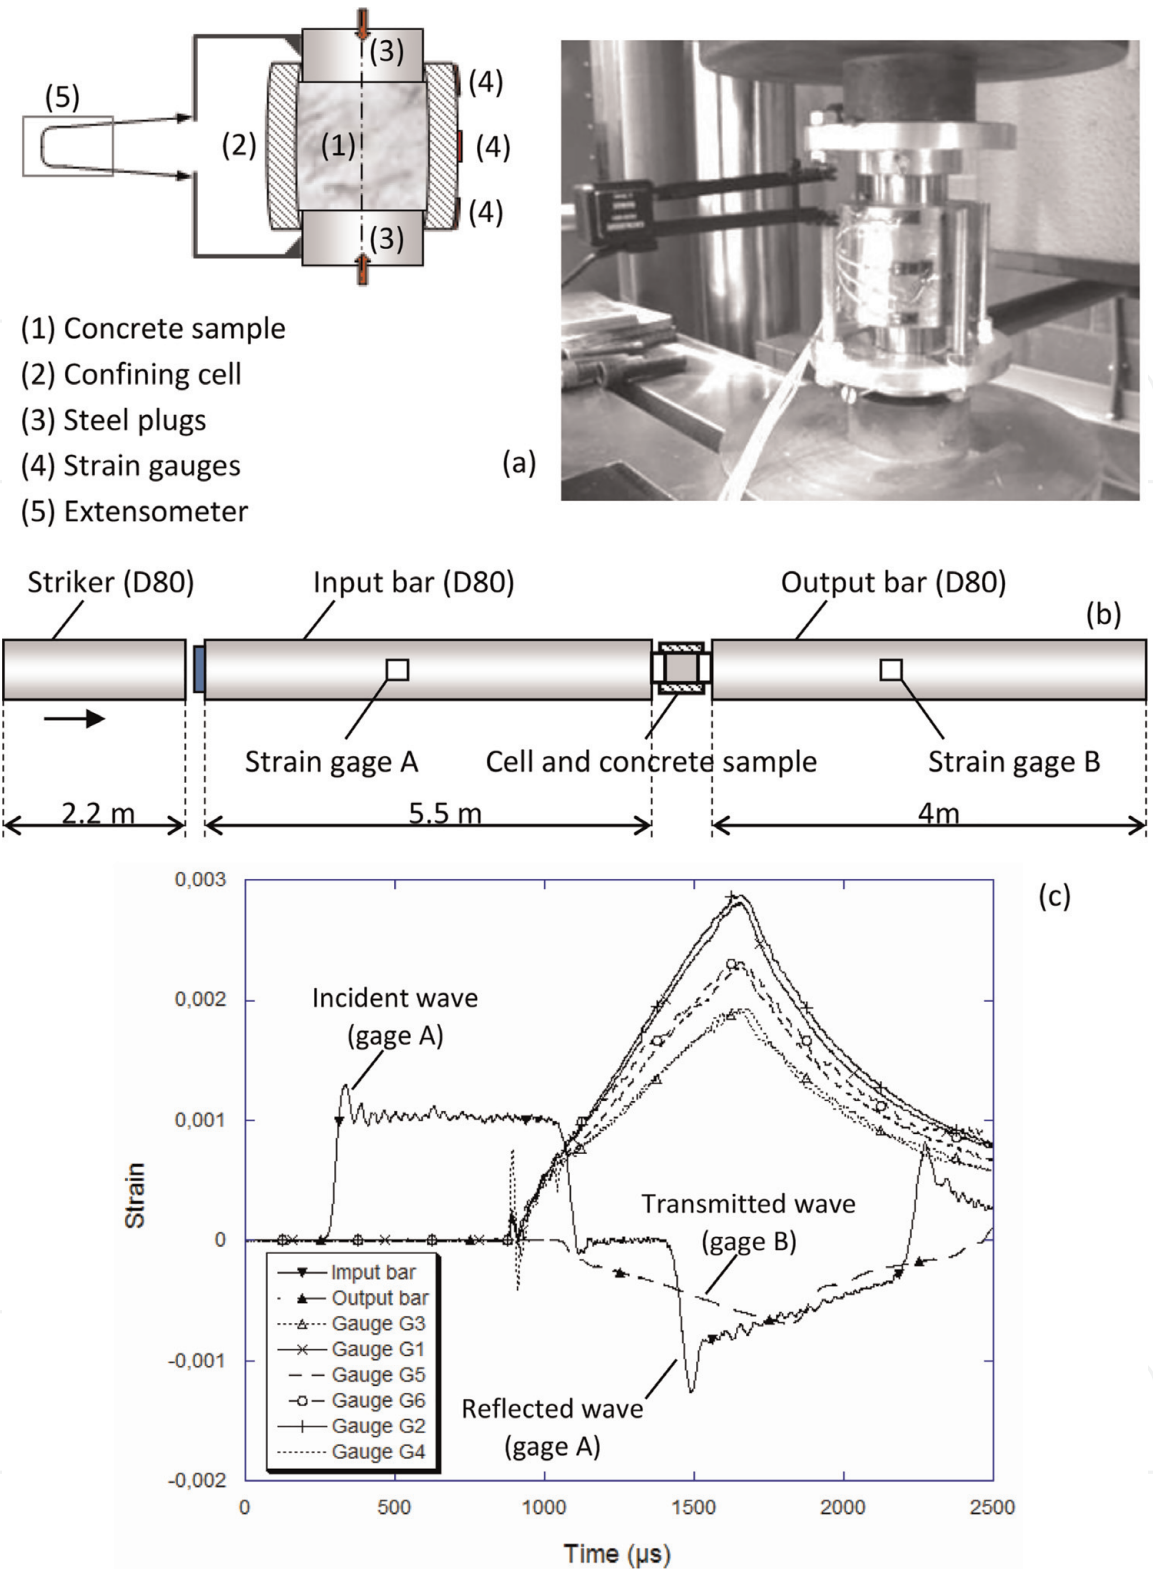 (3)
(4)
(5)
(2)
(1)
(4)
(4)
(3)
(1) Concrete sample
(2) Confining cell
(3) Steel plugs
(4) Strain gauges
(5) Extensometer
(a)
Striker (D80)
Input bar (D80)
Output bar (D80)
(b)
Strain gage A
Cell and concrete sample
Strain gage B
2.2 m
5.5 m
4m
(c)
0,003
0,002
0,001
0
-0,001
-0,002
Strain
Incident wave
(gage A)
Transmitted wave
(gage B)
Reflected wave
(gage A)
Imput bar
Output bar
Gauge G3
Gauge G1
Gauge G5
Gauge G6
Gauge G2
Gauge G4
0
500
1000
1500
2000
2500
Time (µs)